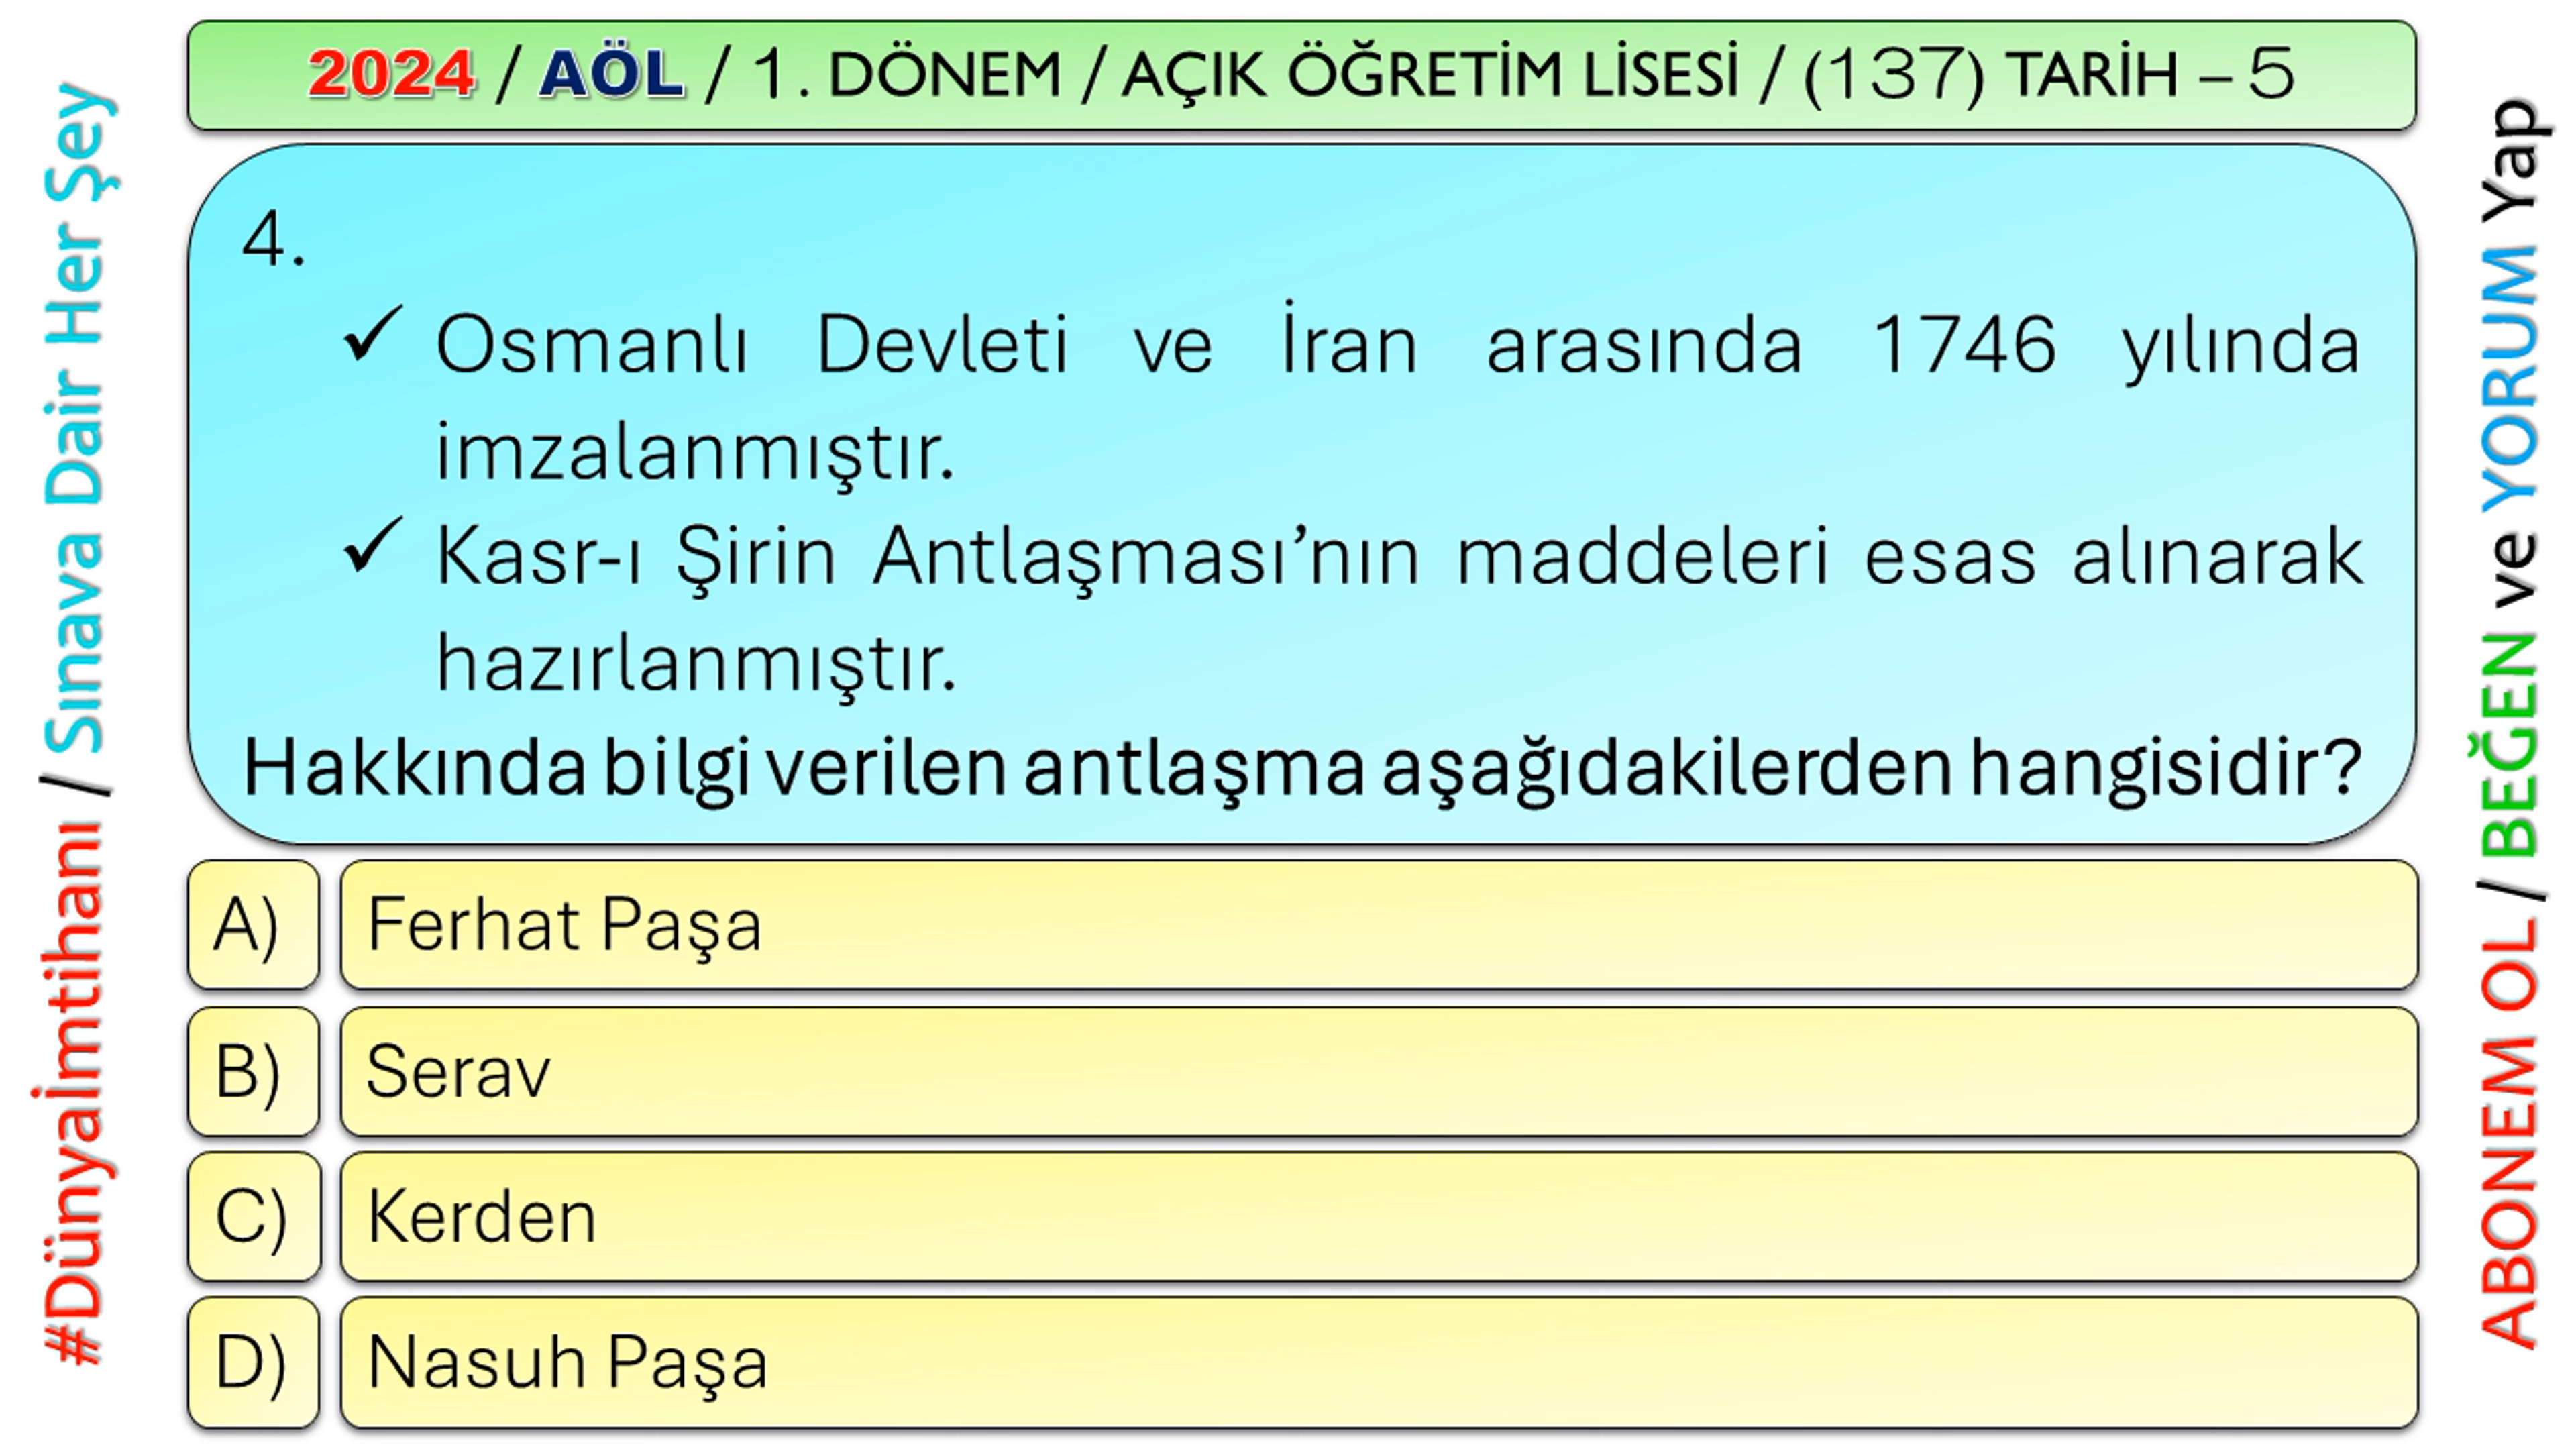 2024 / AÖL / 1. DÖNEM / AÇIK ÖĞRETİM LİSESİ / (137) TARİH – 5
4.
✓ Osmanlı Devleti ve İran arasında 1746 yılında
imzalanmıştır.
✓ Kasr-ı Şirin Antlaşması’nın maddeleri esas alınarak
hazırlanmıştır.
Hakkında bilgi verilen antlaşma aşağıdakilerden hangisidir?
A) Ferhat Paşa
B) Serav
C) Kerden
D) Nasuh Paşa
#Dünyaİmtihanı / Sınava Dair Her Şey
ABONEM OL / BEĞEN ve YORUM Yap